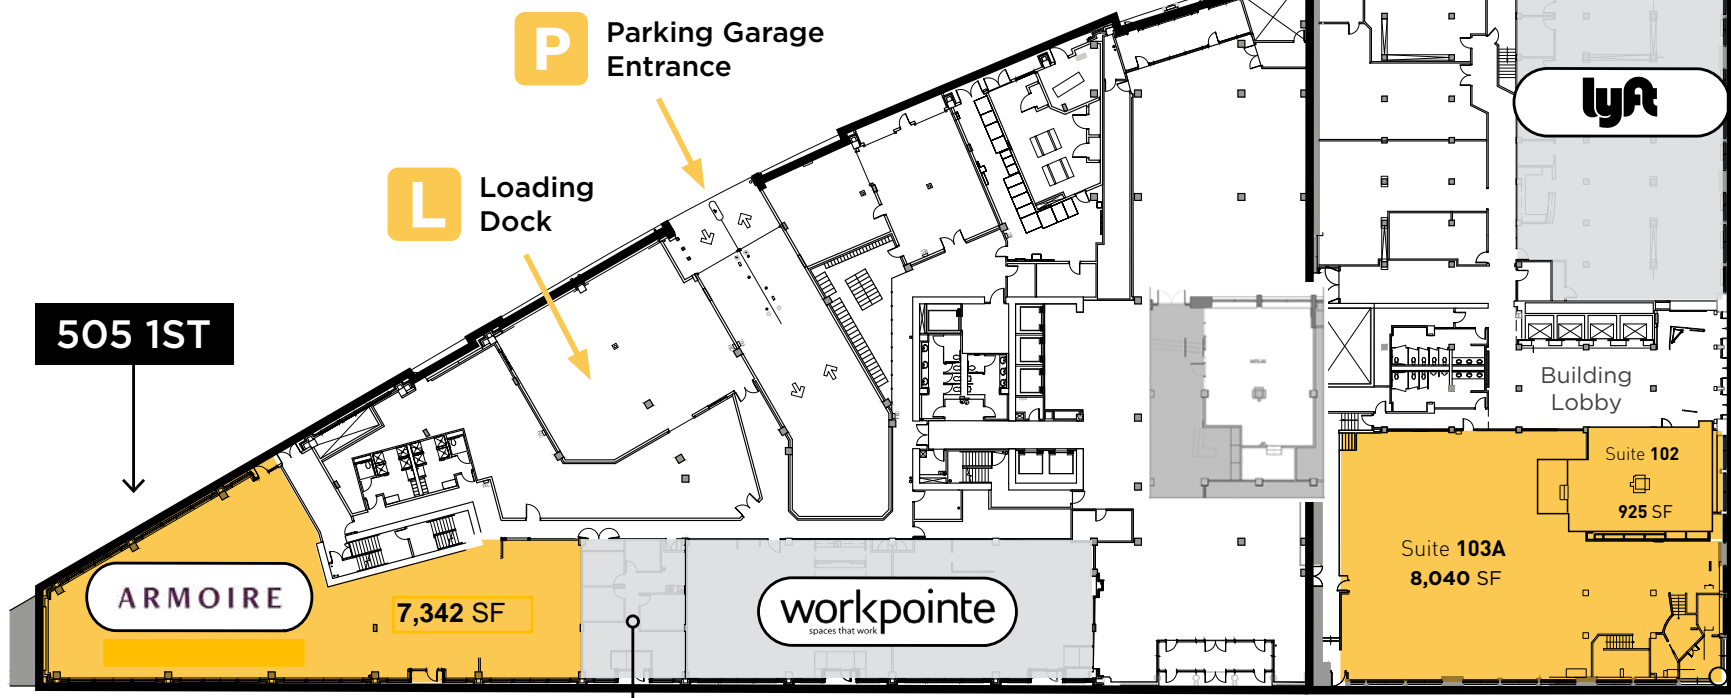 P
Parking Garage
Entrance
lyft
L
Loading
Dock
505 1ST
Building
Lobby
Suite 102
925 SF
Suite 103A
8,040 SF
ARMOIRE
7,342 SF
workpointe
spaces that work